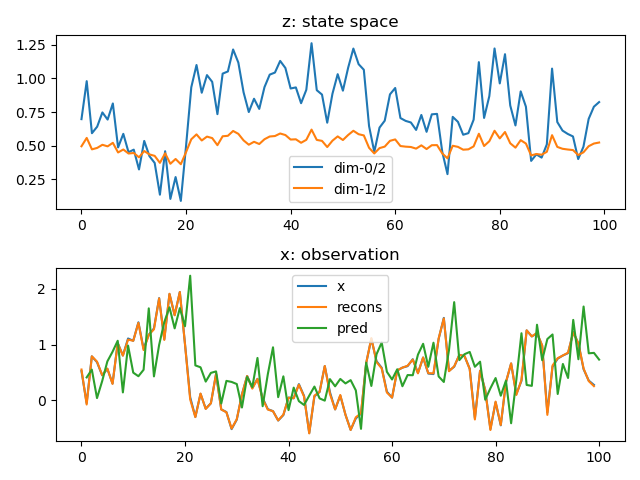 z: state space
1.25
1.00
0.75
0.50
0.25
dim-0/2
dim-1/2
0 20 40 60 80 100
x: observation
2
1
0
x
recons
pred
0 20 40 60 80 100